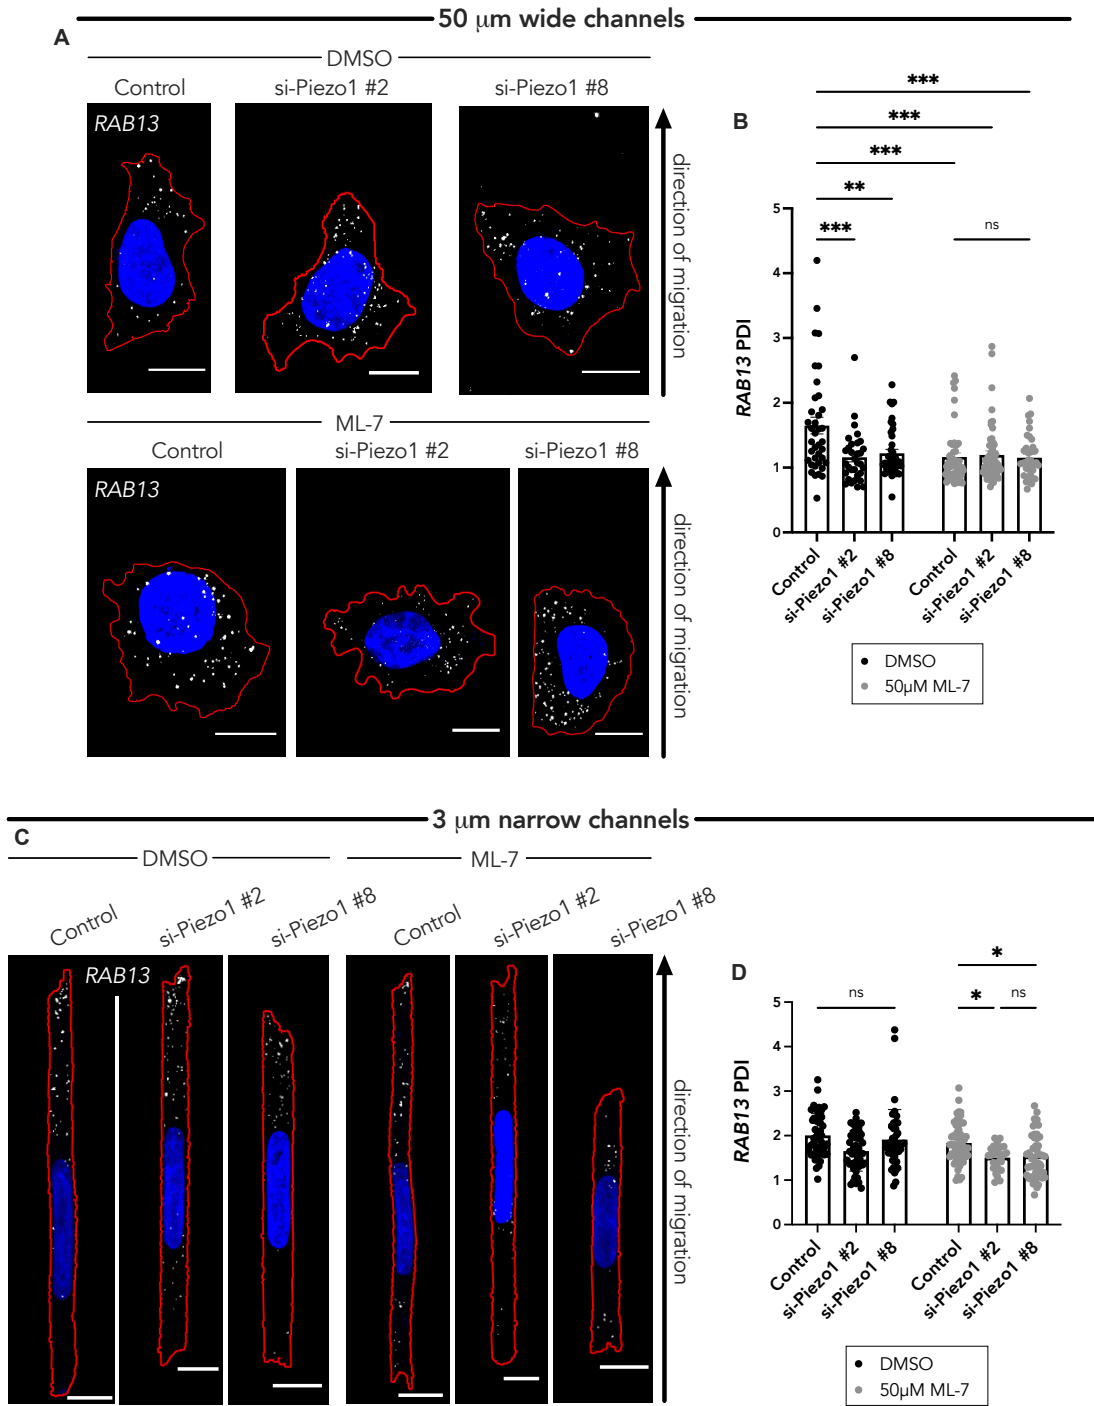 50 μm wide channels
A
DMSO
Control
si-Piezo1 #2
si-Piezo1 #8
RAB13
direction of migration
ML-7
Control
si-Piezo1 #2
si-Piezo1 #8
RAB13
direction of migration
B
***
***
***
**
***
ns
RAB13 PDI
5
4
3
2
1
0
Control
si-Piezo1 #2
si-Piezo1 #8
Control
si-Piezo1 #2
si-Piezo1 #8
DMSO
50μM ML-7
3 μm narrow channels
C
DMSO
ML-7
Control
si-Piezo1 #2
si-Piezo1 #8
Control
si-Piezo1 #2
si-Piezo1 #8
RAB13
direction of migration
D
*
ns
*
ns
RAB13 PDI
5
4
3
2
1
0
Control
si-Piezo1 #2
si-Piezo1 #8
Control
si-Piezo1 #2
si-Piezo1 #8
DMSO
50μM ML-7